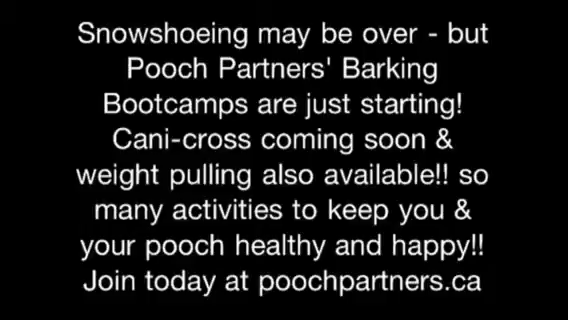 Snowshoeing may be over - but
Pooch Partners' Barking
Bootcamps are just starting!
Cani-cross coming soon &
weight pulling also available!! so
many activities to keep you &
your pooch healthy and happy!!
Join today at poochpartners.ca